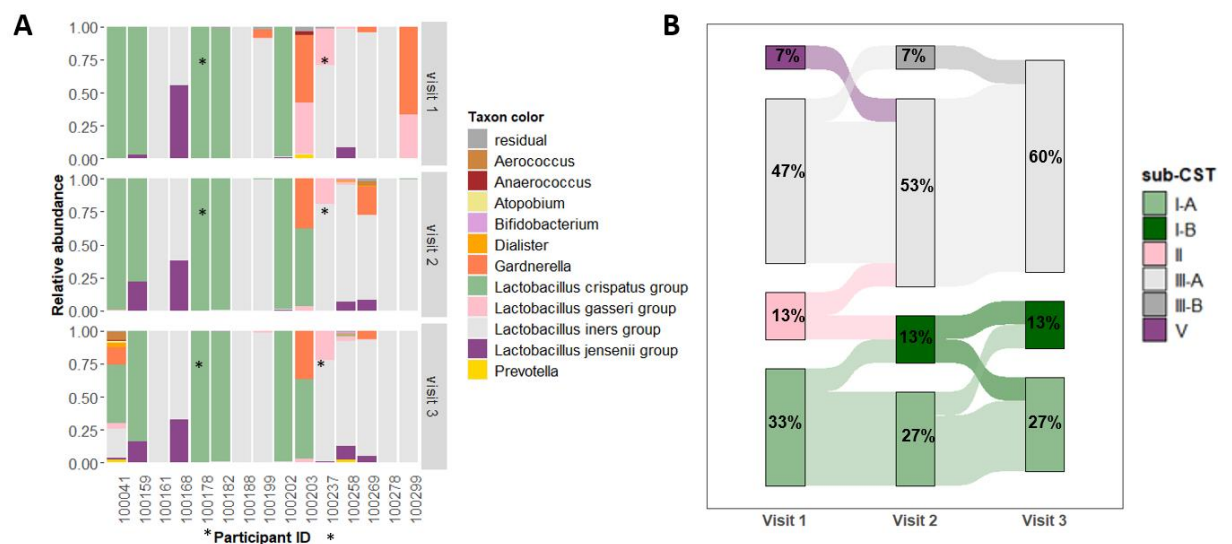 A
1.00
0.75
0.50
0.25
0.00
*
*
visit 1
1.00
0.75
0.50
0.25
0.00
*
*
visit 2
1.00
0.75
0.50
0.25
0.00
*
*
visit 3
Relative abundance
100041
100159
100161
100168
100178
100182
100188
100199
100202
100203
100237
100258
100269
100278
100299
*Participant ID *
Taxon color
residual
Aerococcus
Anaerococcus
Atopobium
Bifidobacterium
Dialister
Gardnerella
Lactobacillus crispatus group
Lactobacillus gasseri group
Lactobacillus iners group
Lactobacillus jensenii group
Prevotella
B
7%
7%
47%
53%
60%
13%
13%
13%
33%
27%
27%
Visit 1
Visit 2
Visit 3
sub-CST
I-A
I-B
II
III-A
III-B
V